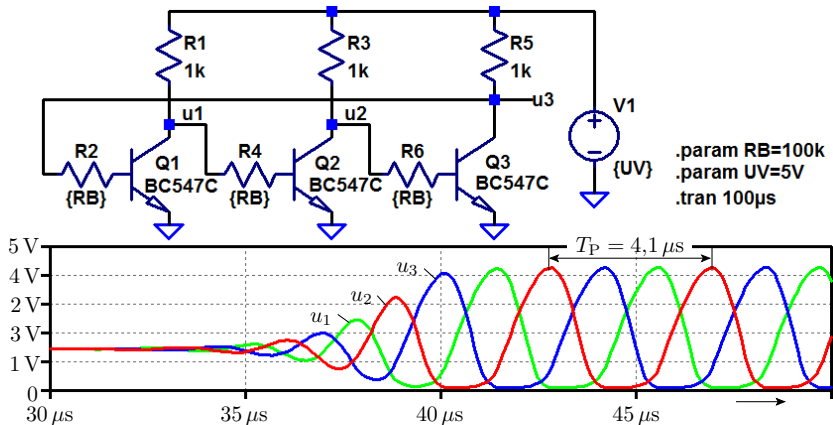 R1 R3 R5
1k 1k 1k
u1 u2 u3
V1
R2 Q1 R4 Q2 R6 Q3
{RB} BC547C {RB} BC547C {RB} BC547C
{UV}
.param RB=100k
.param UV=5V
.tran 100µs
5 V
4 V
2 V
3 V
1 V
0
u₁ u₂ u₃
T_P = 4,1 µs
30 µs 35 µs 40 µs 45 µs